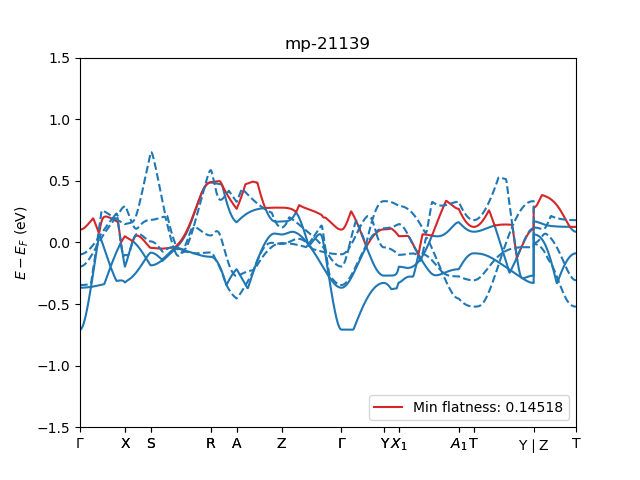 mp-21139
E − E_F (eV)
1.5
1.0
0.5
0.0
−0.5
−1.0
−1.5
Min flatness: 0.14518
Γ X S R A Z Γ Y X₁ A₁ T Y | Z T